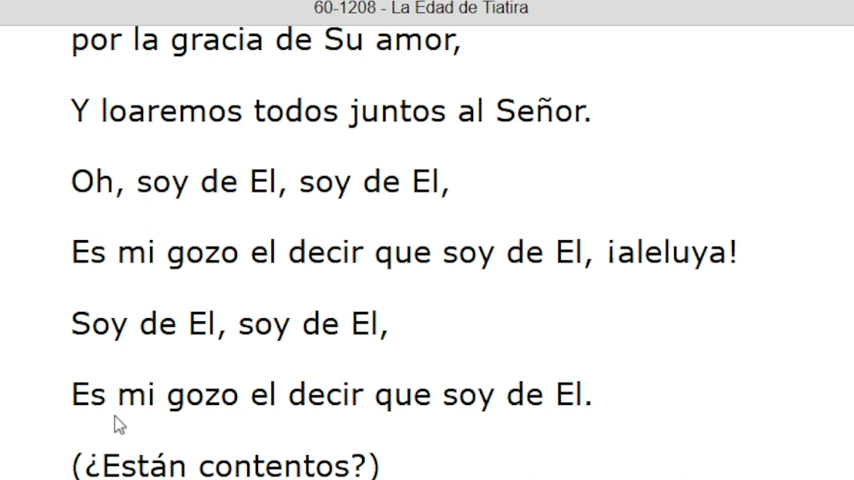 60-1208 - La Edad de Tiatira
por la gracia de Su amor,
Y loaremos todos juntos al Señor.
Oh, soy de El, soy de El,
Es mi gozo el decir que soy de El, ¡aleluya!
Soy de El, soy de El,
Es mi gozo el decir que soy de El.
(¿Están contentos?)